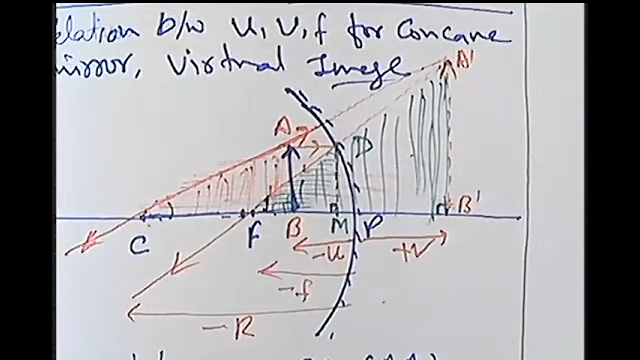 elation b/w u, v, f for Concave
mirror, Virtual Image
A'
A
D
C
F
B
M
P
B'
-u
+v
-f
-R